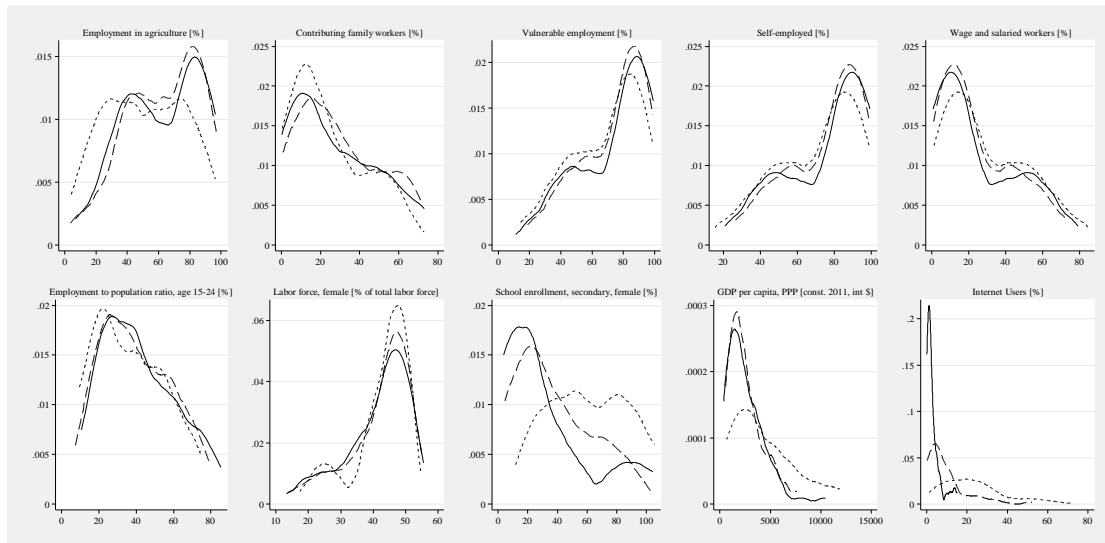 Employment in agriculture [%]
.015
.01
.005
0
0 20 40 60 80 100
Contributing family workers [%]
.025
.02
.015
.01
.005
0
0 20 40 60 80
Vulnerable employment [%]
.02
.015
.01
.005
0
0 20 40 60 80 100
Self-employed [%]
.025
.02
.015
.01
.005
0
20 40 60 80 100
Wage and salaried workers [%]
.025
.02
.015
.01
.005
0
0 20 40 60 80
Employment to population ratio, age 15-24 [%]
.02
.015
.01
.005
0
0 20 40 60 80
Labor force, female [% of total labor force]
.06
.04
.02
0
10 20 30 40 50 60
School enrollment, secondary, female [%]
.02
.015
.01
.005
0
0 20 40 60 80 100
GDP per capita, PPP [const. 2011, int $]
.0003
.0002
.0001
0
0 5000 10000 15000
Internet Users [%]
.2
.15
.1
.05
0
0 20 40 60 80